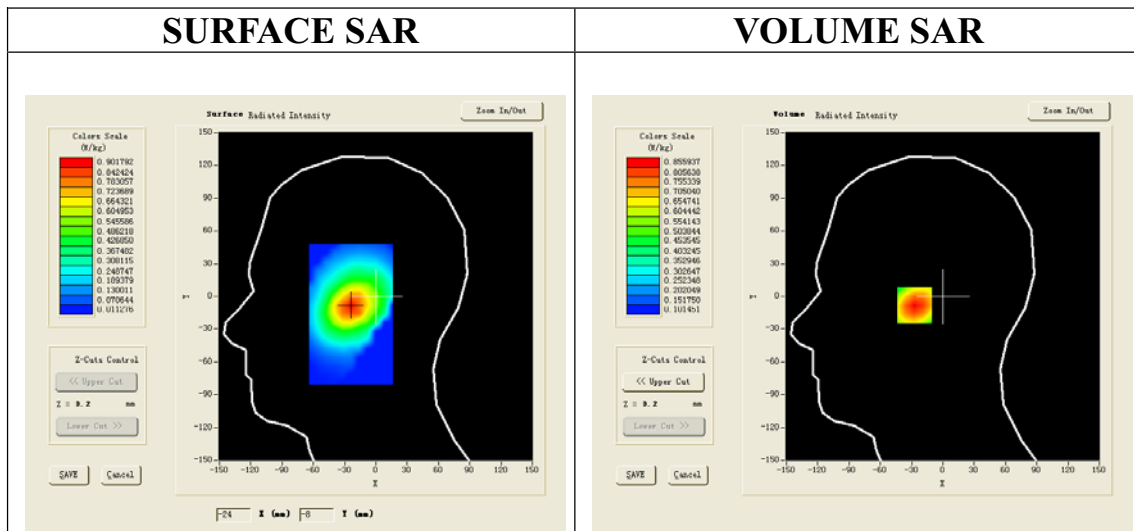 SURFACE SAR
VOLUME SAR
Surface Radiated Intensity
Zoom In/Out
Colors Scale
(W/kg)
0.901792
0.842424
0.783057
0.723689
0.664321
0.604953
0.545586
0.486218
0.426850
0.367482
0.308115
0.248747
0.189379
0.130011
0.070644
0.011276
150
120
90
60
30
0
-30
-60
-90
-120
-150
Y
-150 -120 -90 -60 -30 0 30 60 90 120 150
X
Z-Cuts Control
<< Upper Cut
Z = 0.2 mm
Lower Cut >>
SAVE Cancel
-24 X (mm) -8 Y (mm)
Volume Radiated Intensity
Zoom In/Out
Colors Scale
(W/kg)
0.855937
0.805638
0.755339
0.705040
0.654741
0.604442
0.554143
0.503844
0.453545
0.403245
0.352946
0.302647
0.252348
0.202049
0.151750
0.101451
150
120
90
60
30
0
-30
-60
-90
-120
-150
Y
-150 -120 -90 -60 -30 0 30 60 90 120 150
X
Z-Cuts Control
<< Upper Cut
Z = 0.2 mm
Lower Cut >>
SAVE Cancel